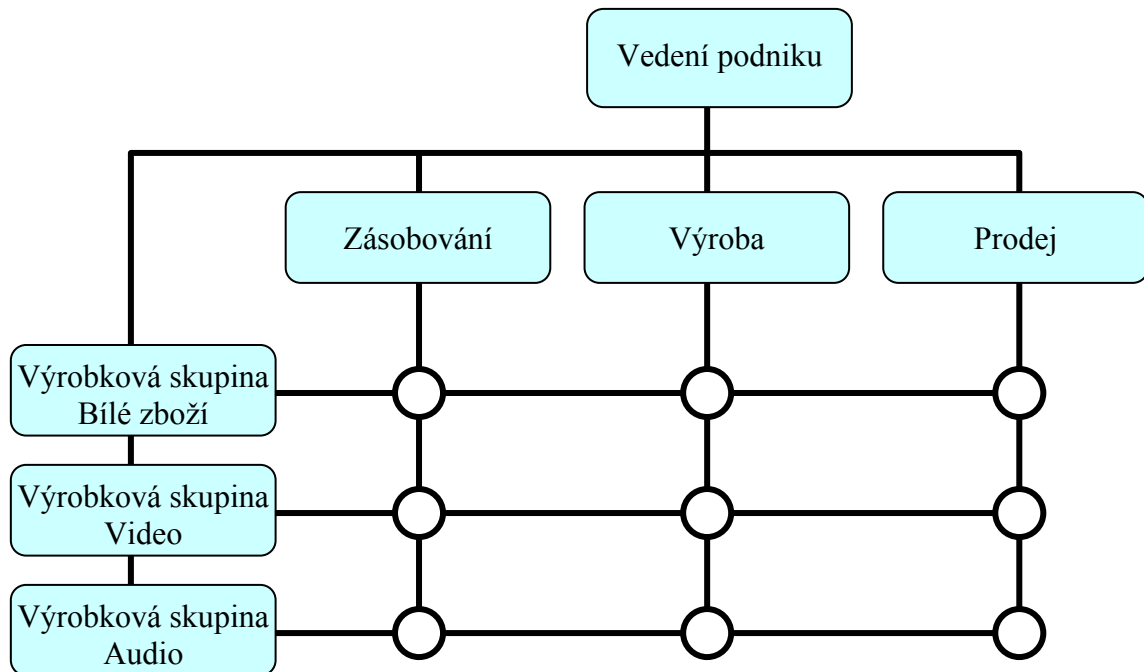 Vedení podniku
Zásobování
Výroba
Prodej
Výrobková skupina
Bílé zboží
Výrobková skupina
Video
Výrobková skupina
Audio